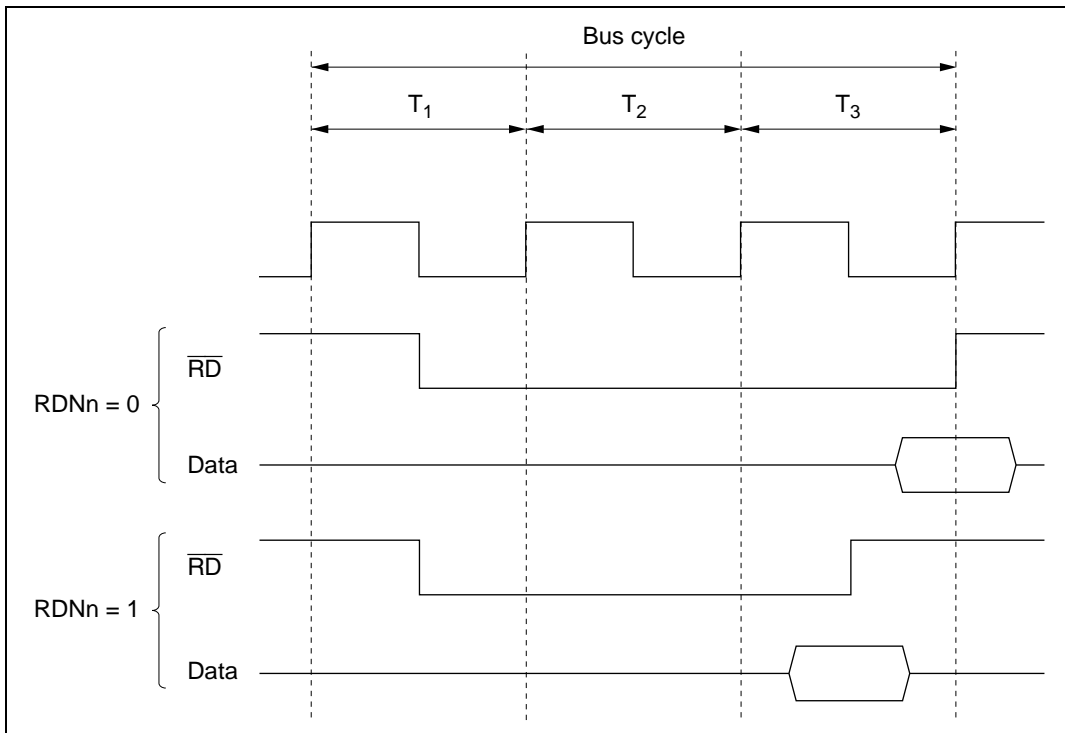 Bus cycle
T1 T2 T3
RD
RDNn = 0
Data
RD
RDNn = 1
Data